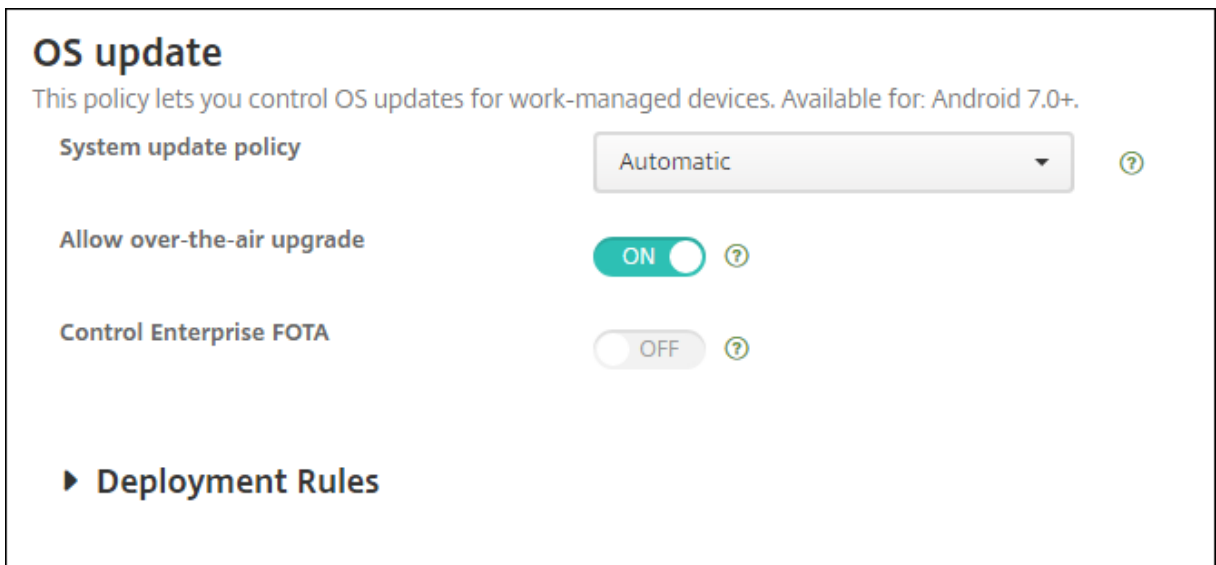 OS update
This policy lets you control OS updates for work-managed devices. Available for: Android 7.0+.
System update policy
Automatic
?
Allow over-the-air upgrade
ON
?
Control Enterprise FOTA
OFF
?
Deployment Rules